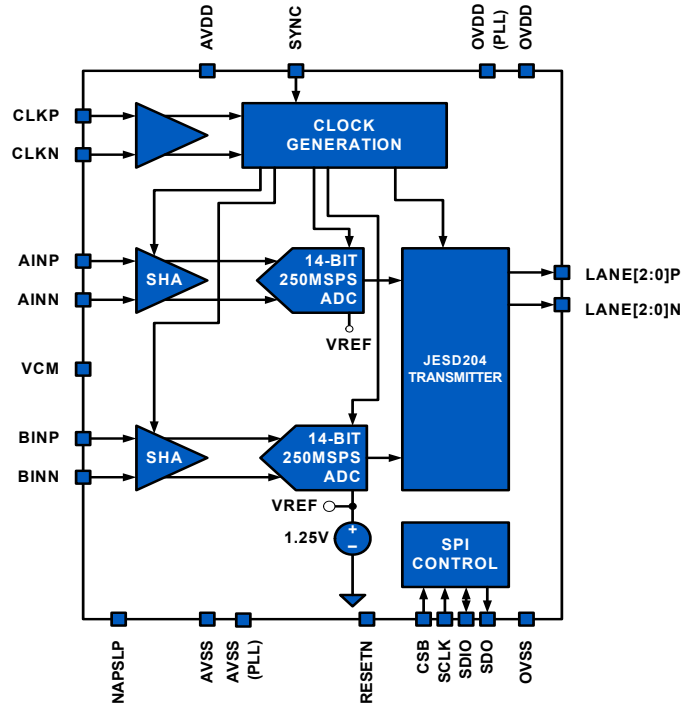 AVDD
SYNC
OVDD
(PLL)
OVDD
CLKP
CLKN
CLOCK
GENERATION
AINP
AINN
SHA
14-BIT
250MSPS
ADC
VREF
LANE[2:0]P
LANE[2:0]N
JESD204
TRANSMITTER
VCM
BINP
BINN
SHA
14-BIT
250MSPS
ADC
VREF
1.25V
+
–
SPI
CONTROL
NAPSLP
AVSS
AVSS
(PLL)
RESETN
CSB
SCLK
SDIO
SDO
OVSS